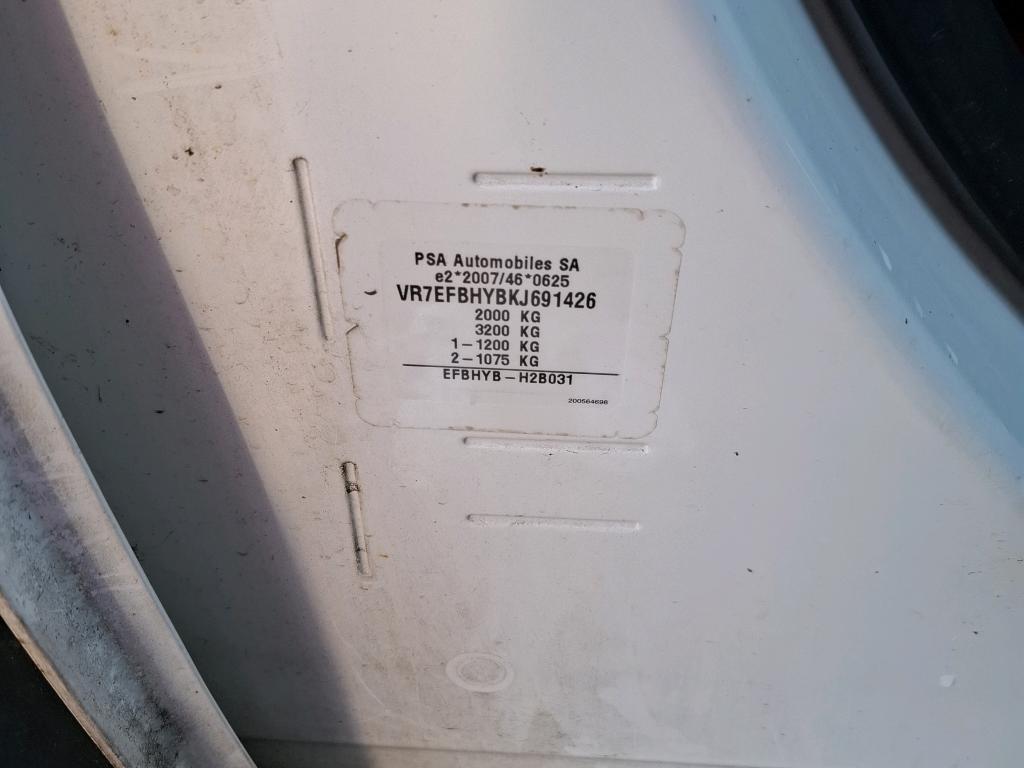 PSA Automobiles SA
e2*2007/46*0625
VR7EFBHYBKJ691426
2000 KG
3200 KG
1-1200 KG
2-1075 KG
EFBHYB-H2B031
200564698